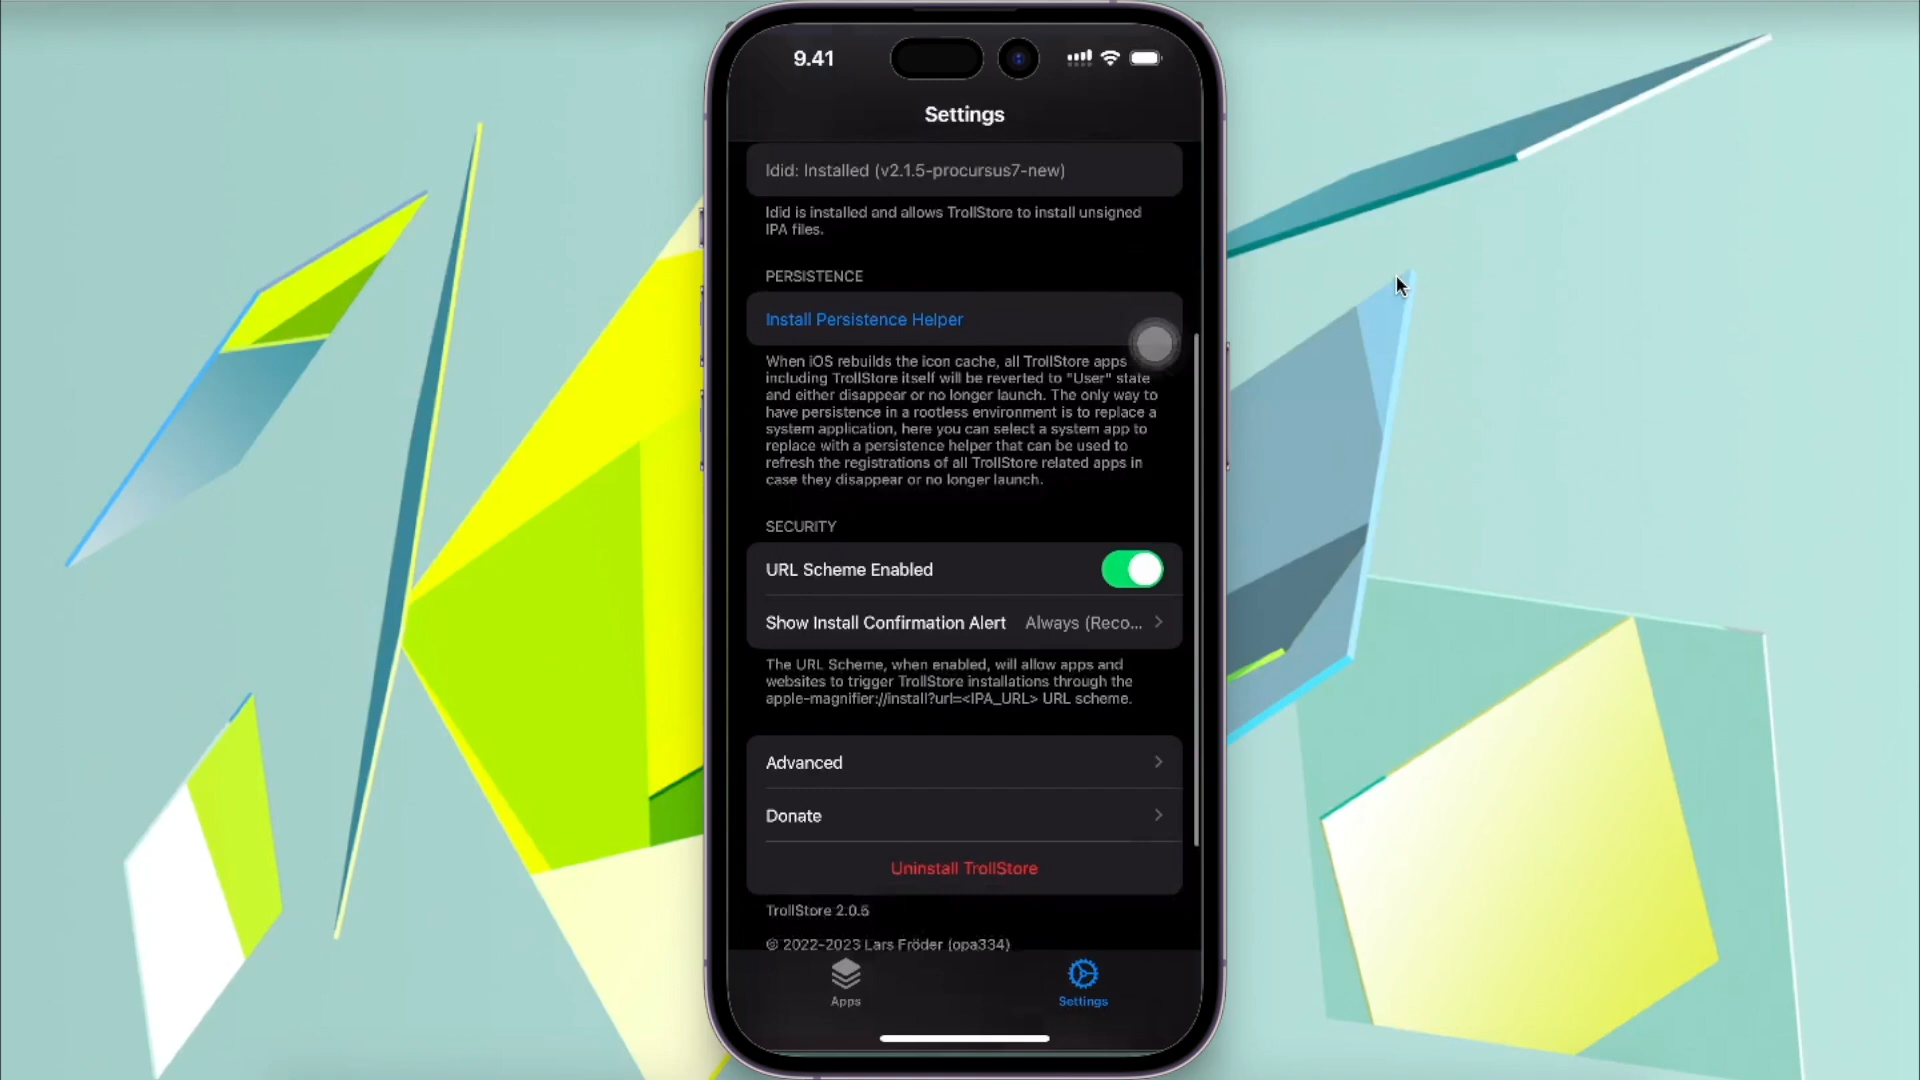 9.41
Settings
ldid: Installed (v2.1.5-procursus7-new)
ldid is installed and allows TrollStore to install unsigned
IPA files.
PERSISTENCE
Install Persistence Helper
When iOS rebuilds the icon cache, all TrollStore apps
including TrollStore itself will be reverted to "User" state
and either disappear or no longer launch. The only way to
have persistence in a rootless environment is to replace a
system application, here you can select a system app to
replace with a persistence helper that can be used to
refresh the registrations of all TrollStore related apps in
case they disappear or no longer launch.
SECURITY
URL Scheme Enabled
Show Install Confirmation Alert Always (Reco...
The URL Scheme, when enabled, will allow apps and
websites to trigger TrollStore installations through the
apple-magnifier://install?url=<IPA_URL> URL scheme.
Advanced
Donate
Uninstall TrollStore
TrollStore 2.0.5
© 2022-2023 Lars Fröder (opa334)
Apps
Settings